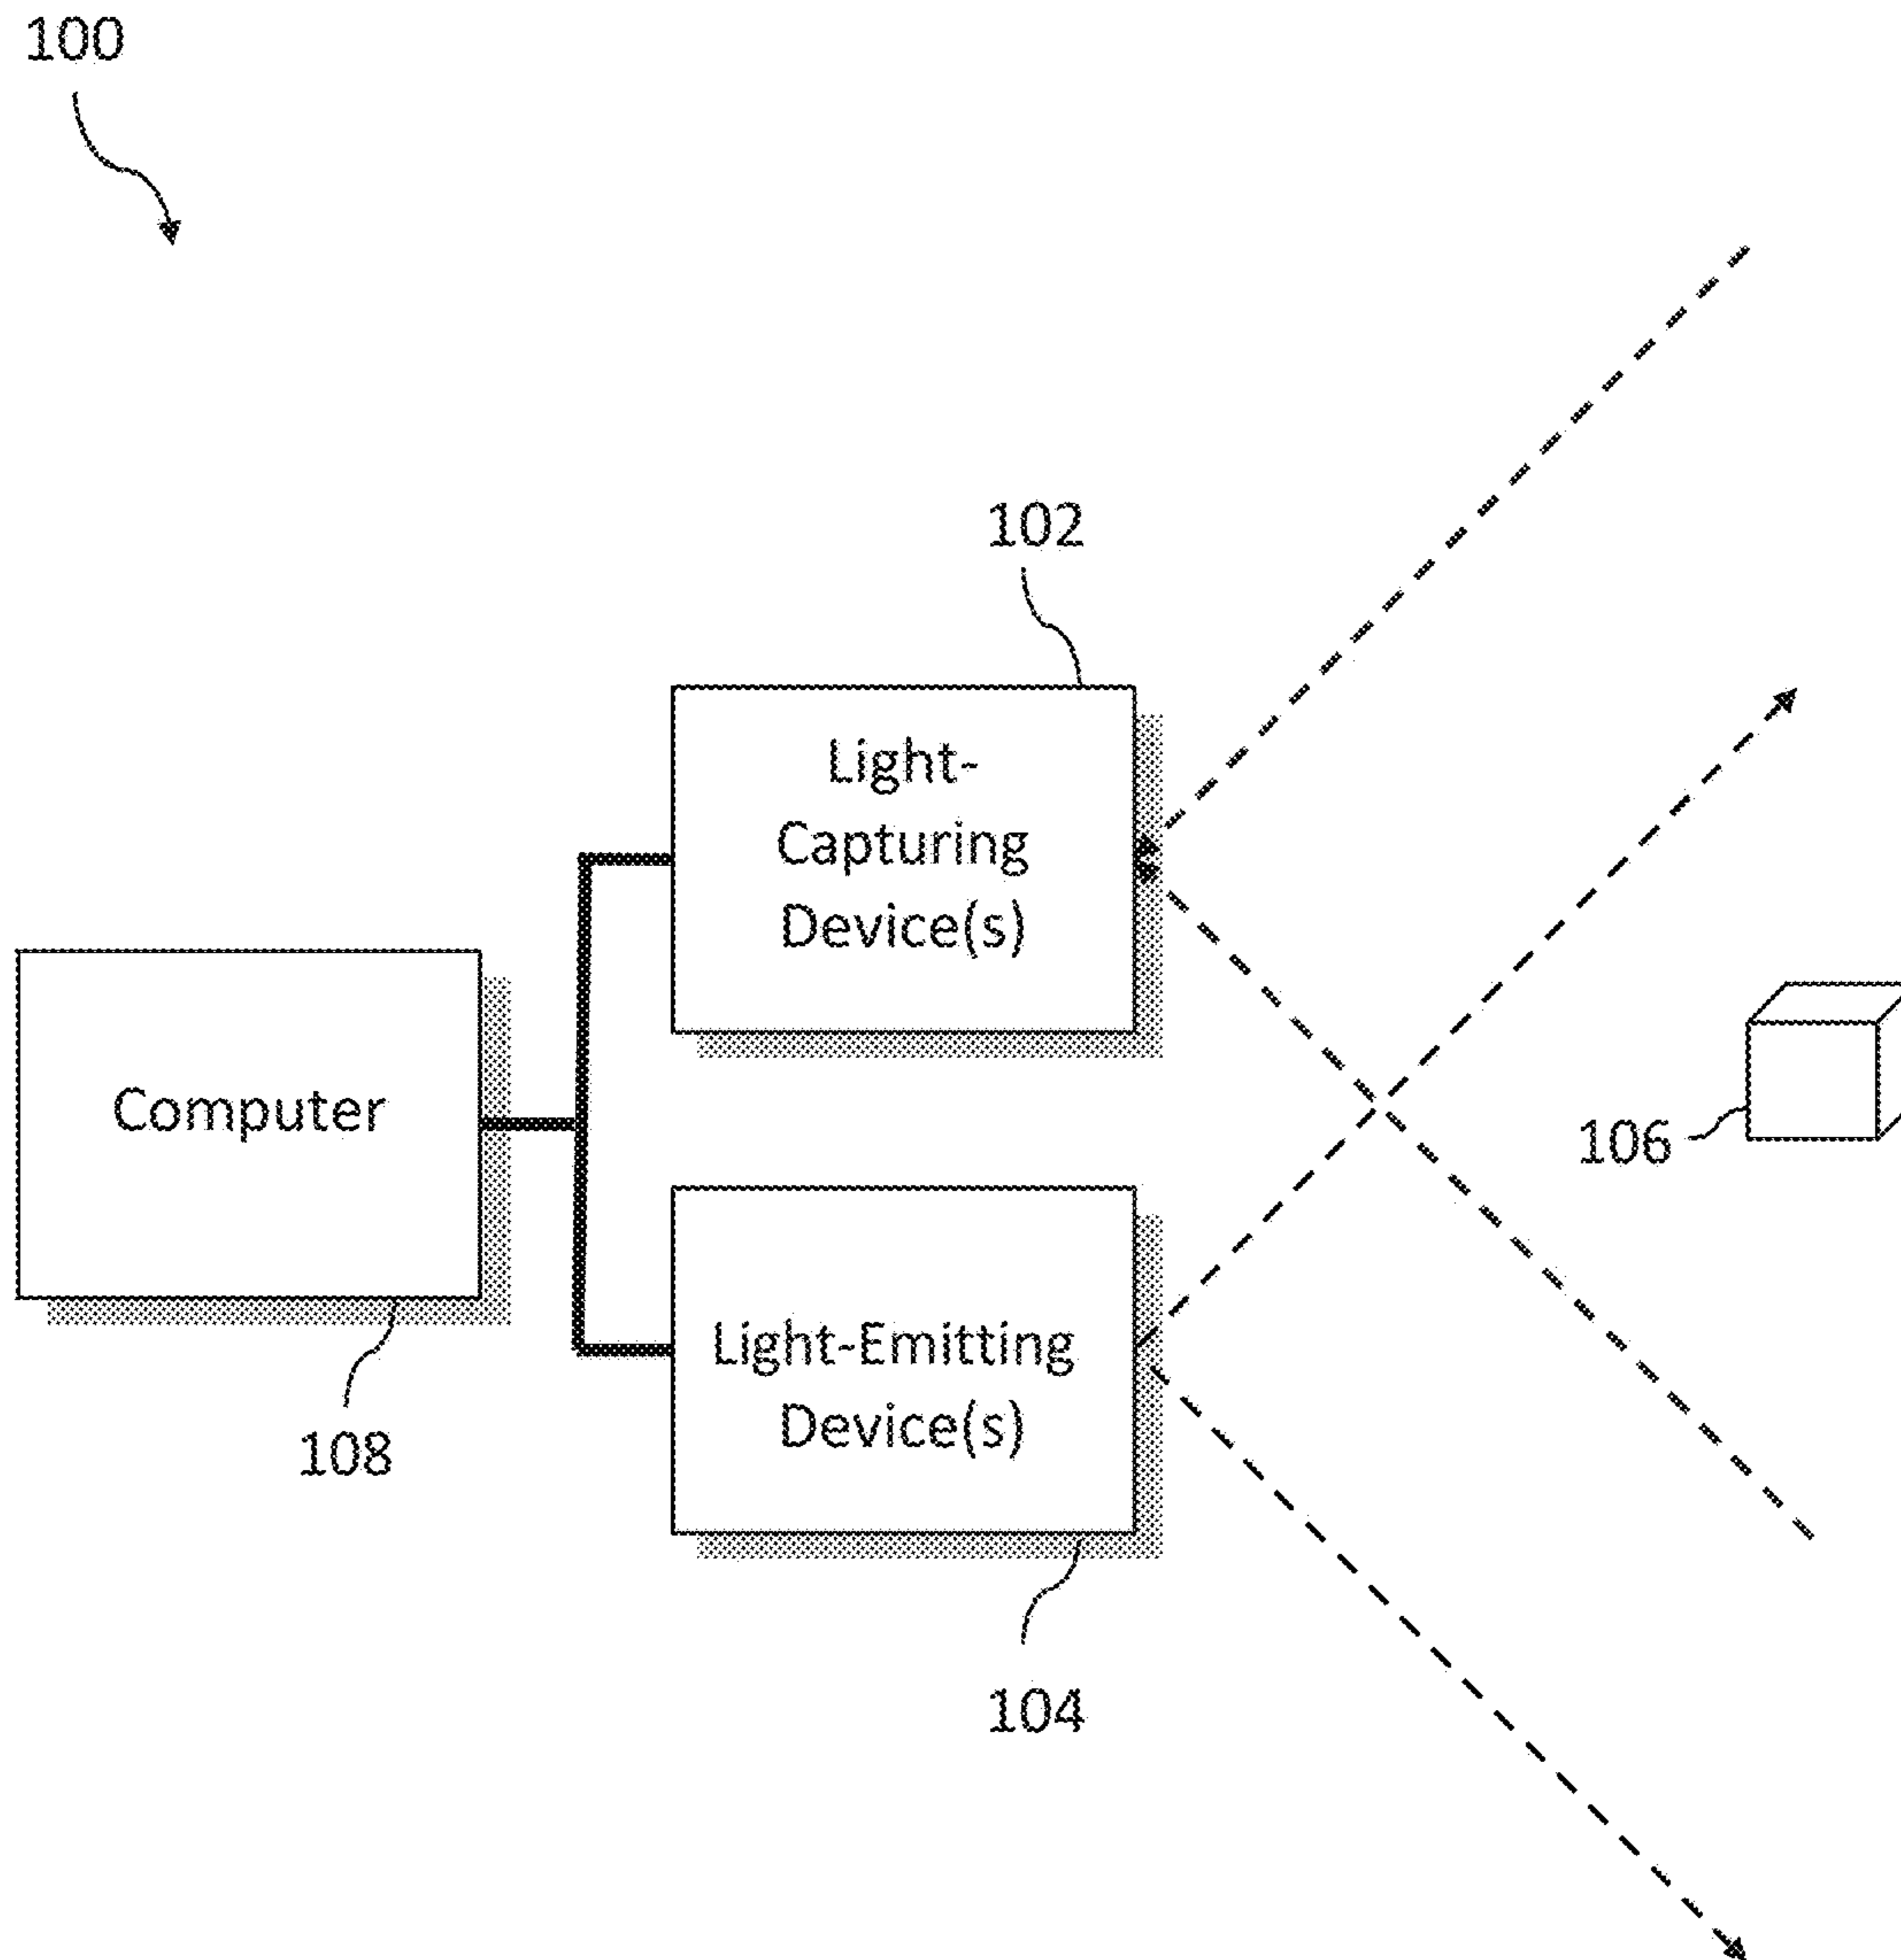 100
102
Light-
Capturing
Device(s)
Computer
106
Light-Emitting
Device(s)
108
104